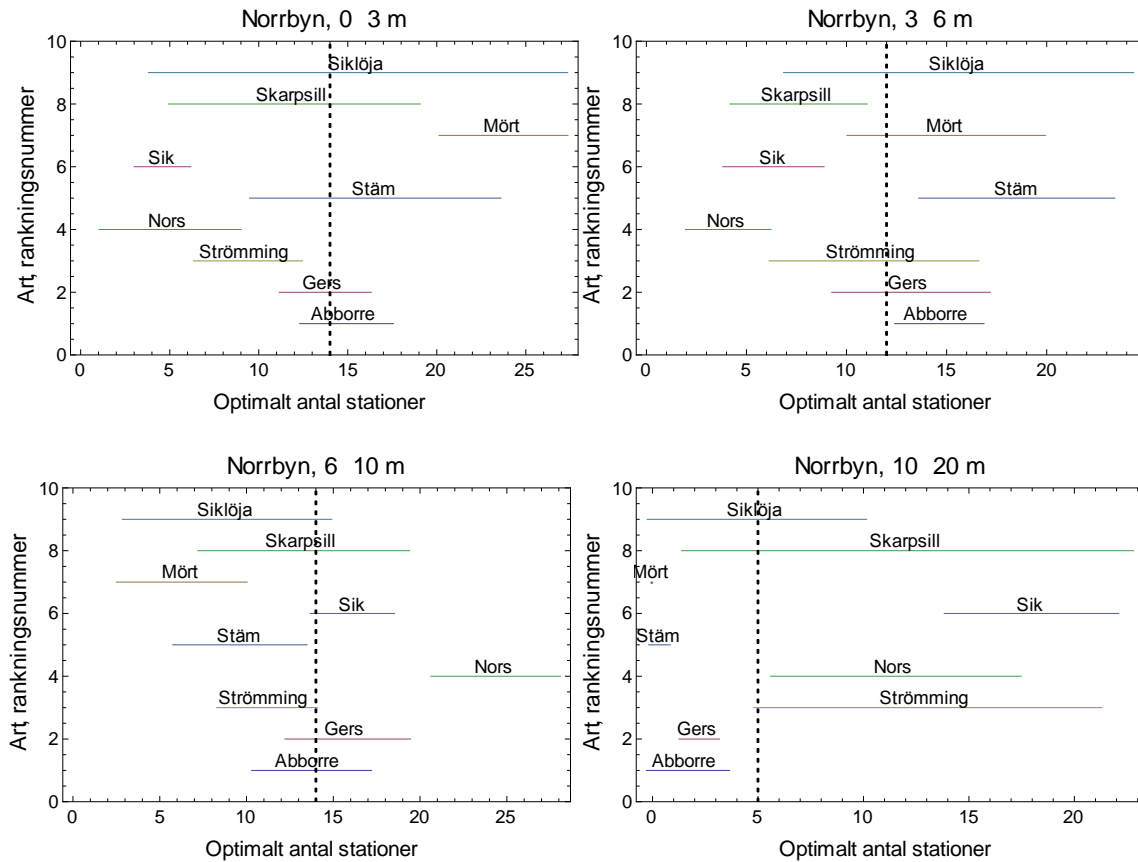 Norrbyn, 0 3 m
10
8
6
4
2
0
Art, rankningsnummer
Siklöja
Skarpsill
Mört
Sik
Stäm
Nors
Strömming
Gers
Abborre
0 5 10 15 20 25
Optimalt antal stationer
Norrbyn, 3 6 m
10
8
6
4
2
0
Art, rankningsnummer
Siklöja
Skarpsill
Mört
Sik
Stäm
Nors
Strömming
Gers
Abborre
0 5 10 15 20
Optimalt antal stationer
Norrbyn, 6 10 m
10
8
6
4
2
0
Art, rankningsnummer
Siklöja
Skarpsill
Mört
Sik
Stäm
Nors
Strömming
Gers
Abborre
0 5 10 15 20 25
Optimalt antal stationer
Norrbyn, 10 20 m
10
8
6
4
2
0
Art, rankningsnummer
Siklöja
Skarpsill
Mört
Sik
Stäm
Nors
Strömming
Gers
Abborre
0 5 10 15 20
Optimalt antal stationer